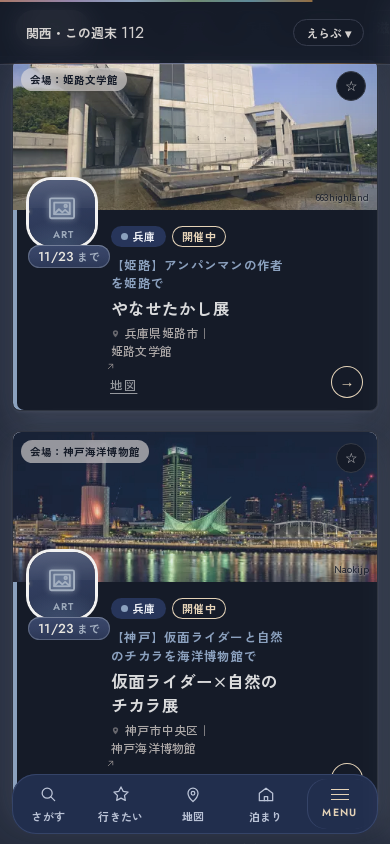 関西・この週末 112
えらぶ ▾
会場：姫路文学館
☆
663highland
ART
11/23 まで
兵庫
開催中
【姫路】アンパンマンの作者
を姫路で
やなせたかし展
兵庫県姫路市｜
姫路文学館
↗
地図
→
会場：神戸海洋博物館
☆
Naokijp
ART
11/23 まで
兵庫
開催中
【神戸】仮面ライダーと自然
のチカラを海洋博物館で
仮面ライダー×自然の
チカラ展
神戸市中央区｜
神戸海洋博物館
↗
さがす
行きたい
地図
泊まり
MENU